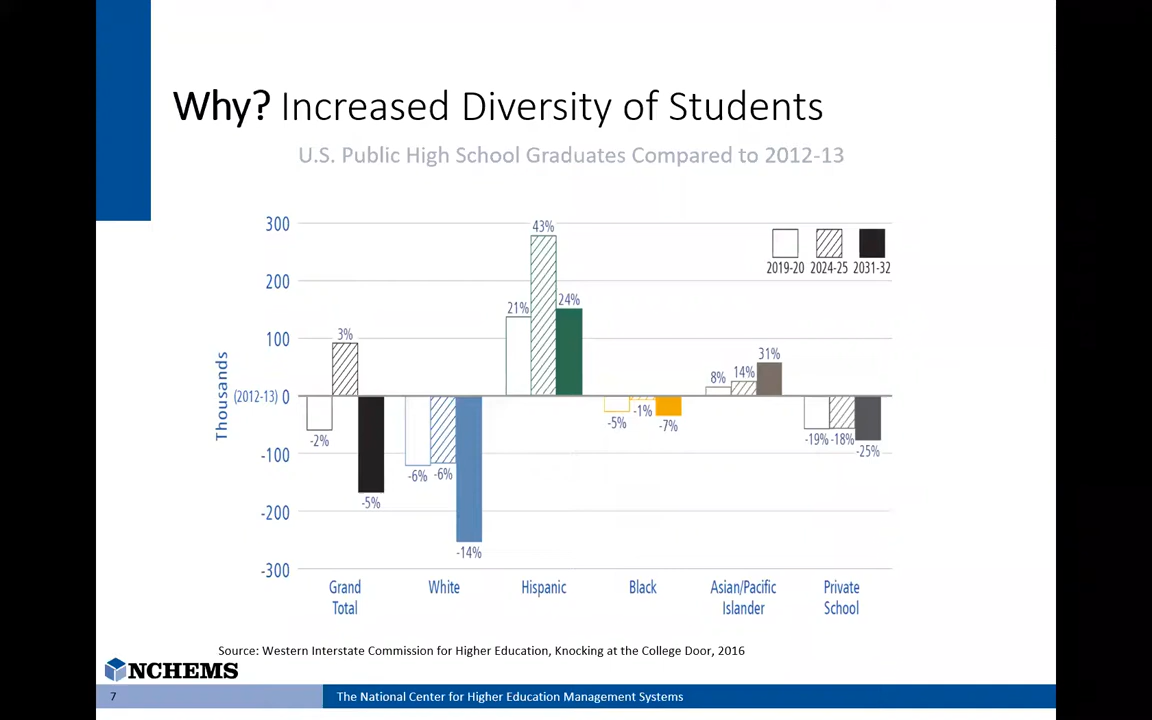 Why? Increased Diversity of Students
U.S. Public High School Graduates Compared to 2012-13
300
200
100
(2012-13) 0
-100
-200
-300
Thousands
2019-20 2024-25 2031-32
-2%
3%
-5%
-6%
-6%
-14%
21%
43%
24%
-5%
-1%
-7%
8%
14%
31%
-19%
-18%
-25%
Grand
Total
White
Hispanic
Black
Asian/Pacific
Islander
Private
School
Source: Western Interstate Commission for Higher Education, Knocking at the College Door, 2016
NCHEMS
7
The National Center for Higher Education Management Systems